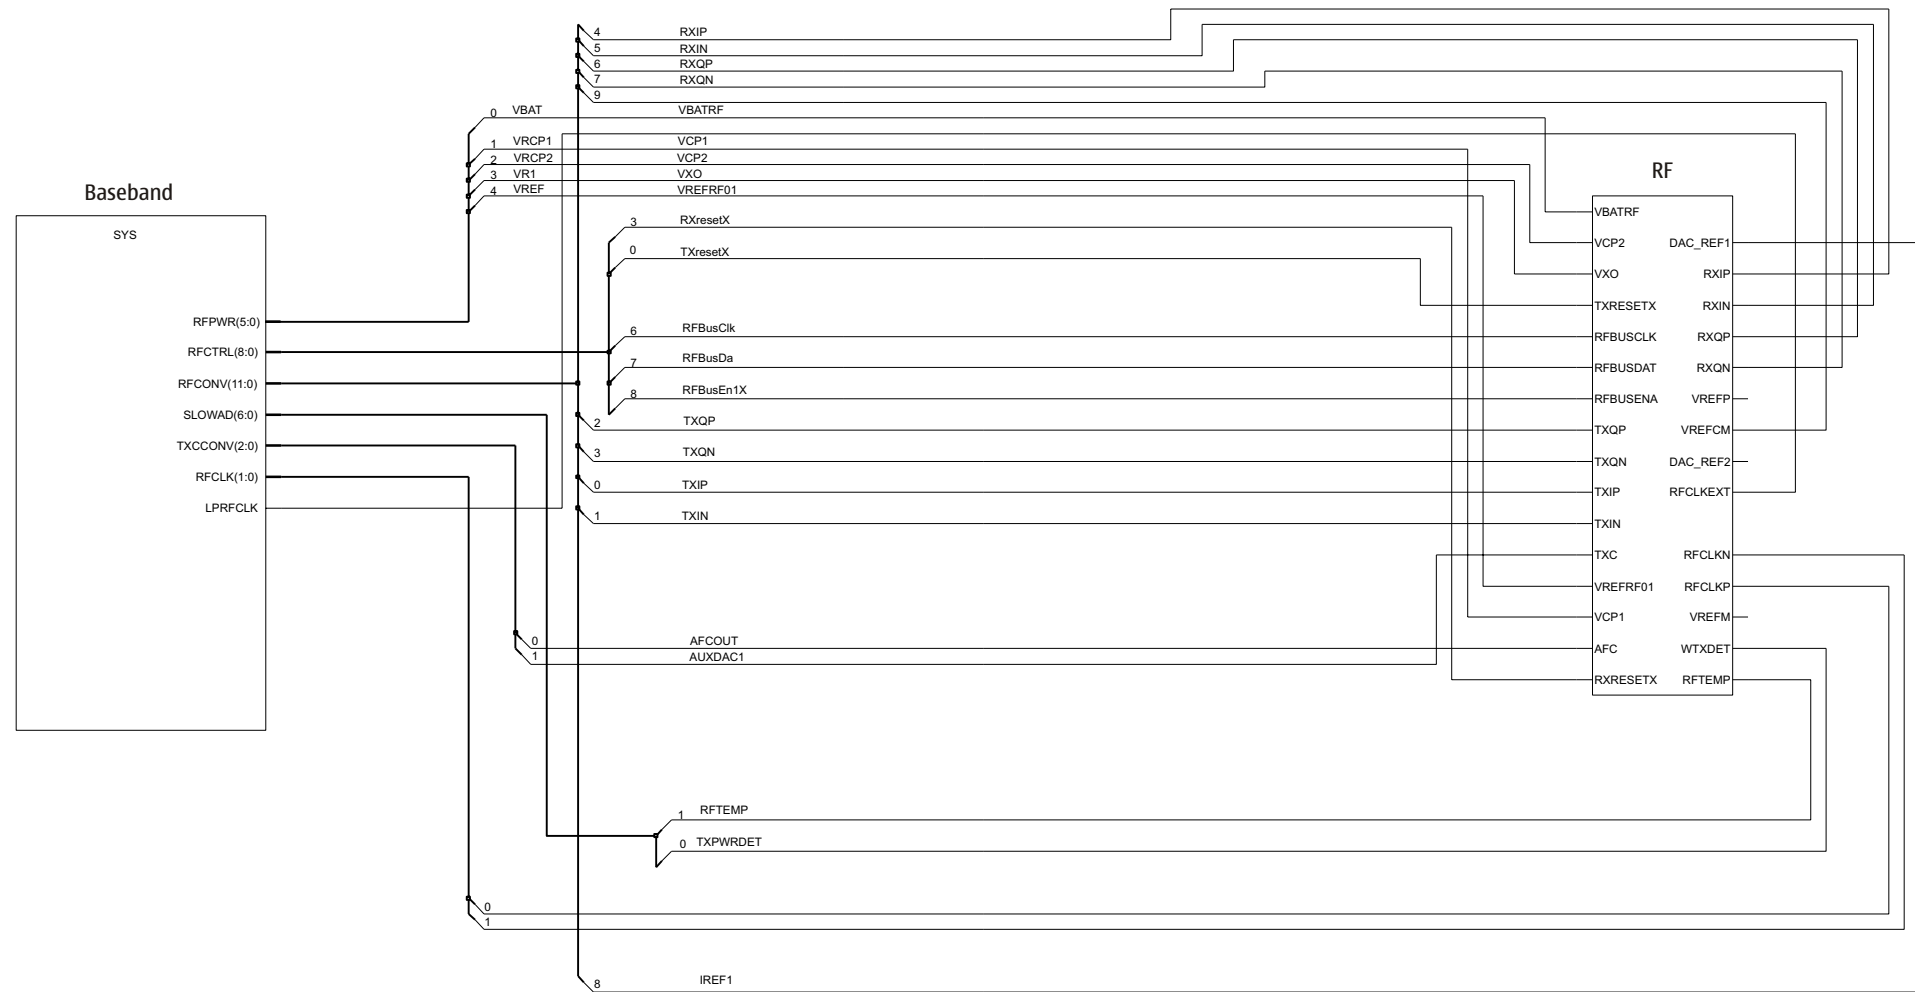 4 RXIP
5 RXIN
6 RXQP
7 RXQN
9
0 VBAT VBATRF
1 VRCP1 VCP1
2 VRCP2 VCP2
3 VR1 VXO
4 VREF VREFRF01
Baseband
SYS
RFPWR(5:0)
RFCTRL(8:0)
RFCONV(11:0)
SLOWAD(6:0)
TXCCONV(2:0)
RFCLK(1:0)
LPRFCLK
3 RXresetX
0 TXresetX
6 RFBusClk
7 RFBusDa
8 RFBusEn1X
2 TXQP
3 TXQN
0 TXIP
1 TXIN
0 AFCOUT
1 AUXDAC1
1 RFTEMP
0 TXPWRDET
0
1
8 IREF1
RF
VBATRF
VCP2 DAC_REF1
VXO RXIP
TXRESETX RXIN
RFBUSCLK RXQP
RFBUSDAT RXQN
RFBUSENA VREFP
TXQP VREFCM
TXQN DAC_REF2
TXIP RFCLKEXT
TXIN
TXC RFCLKN
VREFRF01 RFCLKP
VCP1 VREFM
AFC WTXDET
RXRESETX RFTEMP